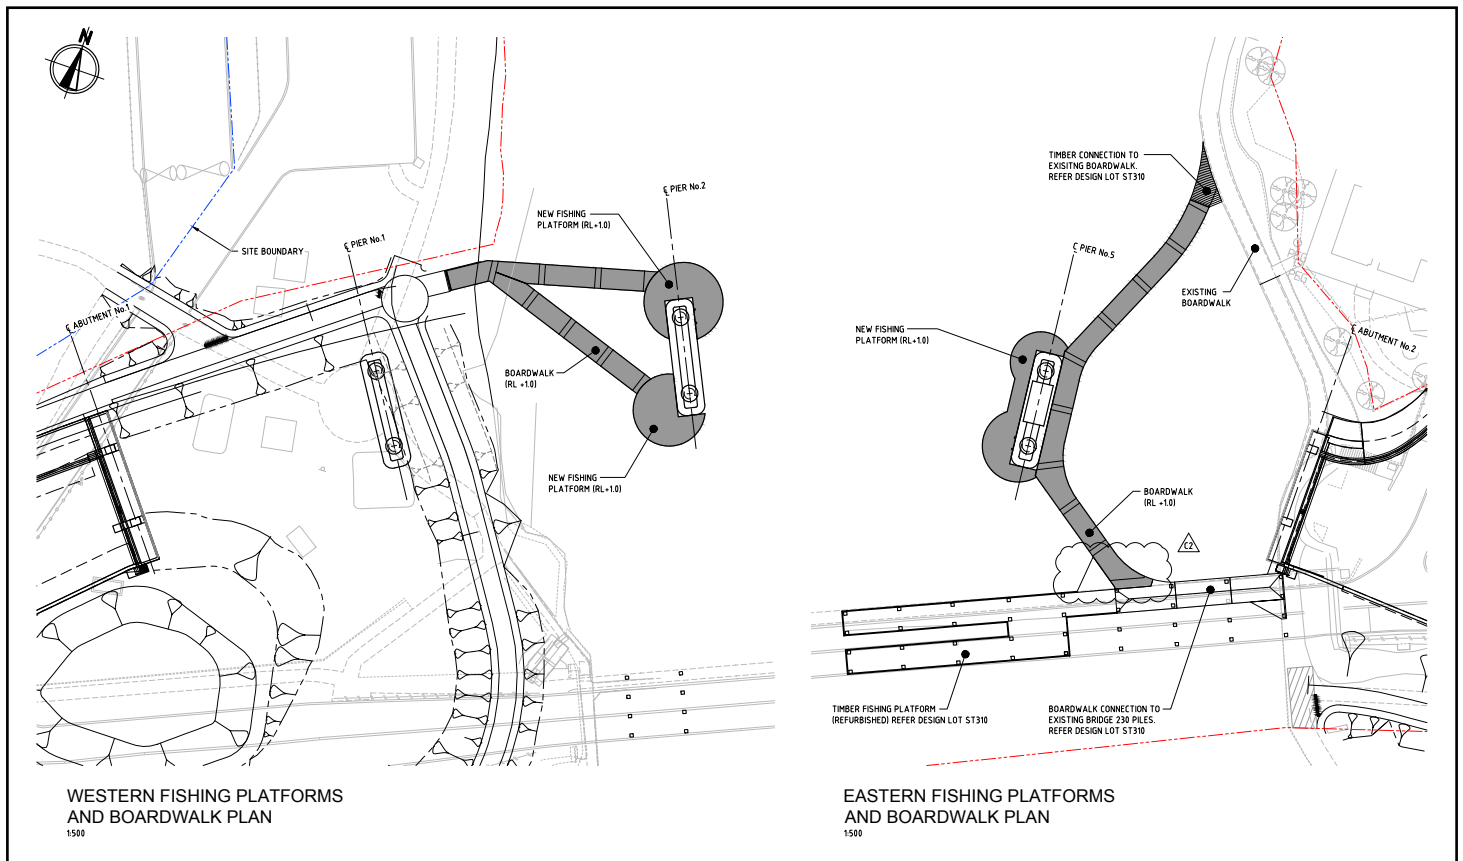 N
SITE BOUNDARY
℄ ABUTMENT No.1
℄ PIER No.1
NEW FISHING
PLATFORM (RL+1.0)
℄ PIER No.2
BOARDWALK
(RL +1.0)
NEW FISHING
PLATFORM (RL+1.0)
WESTERN FISHING PLATFORMS
AND BOARDWALK PLAN
1:500
TIMBER CONNECTION TO
EXISITNG BOARDWALK.
REFER DESIGN LOT ST310
℄ PIER No.5
EXISTING
BOARDWALK
NEW FISHING
PLATFORM (RL+1.0)
℄ ABUTMENT No.2
BOARDWALK
(RL +1.0)
C2
TIMBER FISHING PLATFORM
(REFURBISHED) REFER DESIGN LOT ST310
BOARDWALK CONNECTION TO
EXISTING BRIDGE 230 PILES.
REFER DESIGN LOT ST310
EASTERN FISHING PLATFORMS
AND BOARDWALK PLAN
1:500